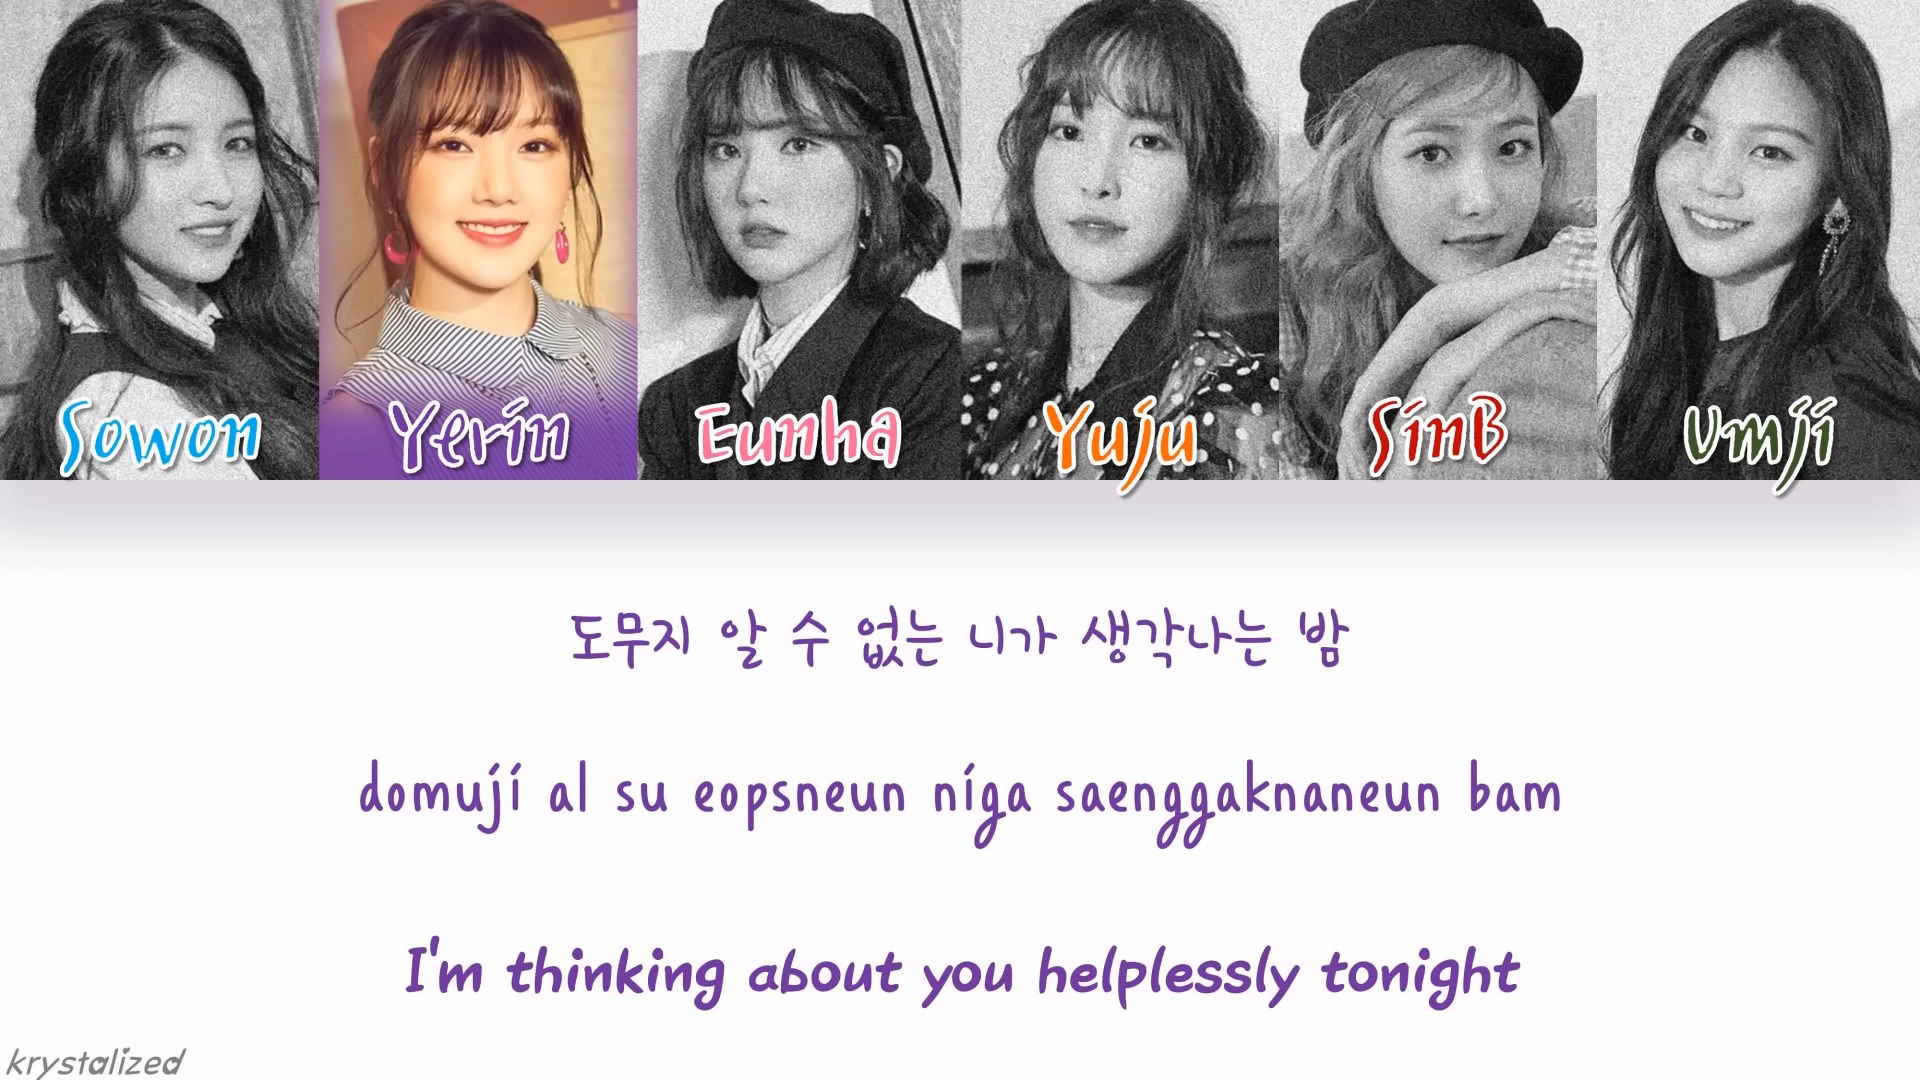 Sowon Yerin Eunha Yuju SinB Umji
도무지 알 수 없는 니가 생각나는 밤
domuji al su eopsneun niga saenggaknaneun bam
I'm thinking about you helplessly tonight
krystalized